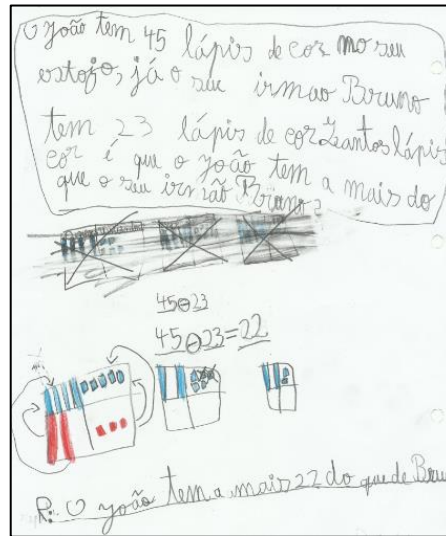 O João tem 45 lápis de cor no seu
estojo, já o seu irmao Bruno
tem 23 lápis de cor Quantos lápis
cor é que o João tem a mais do
que o seu irmão Bruno
45⊖23
45⊖23=22
R: O João tem a mais 22 do que de Bru